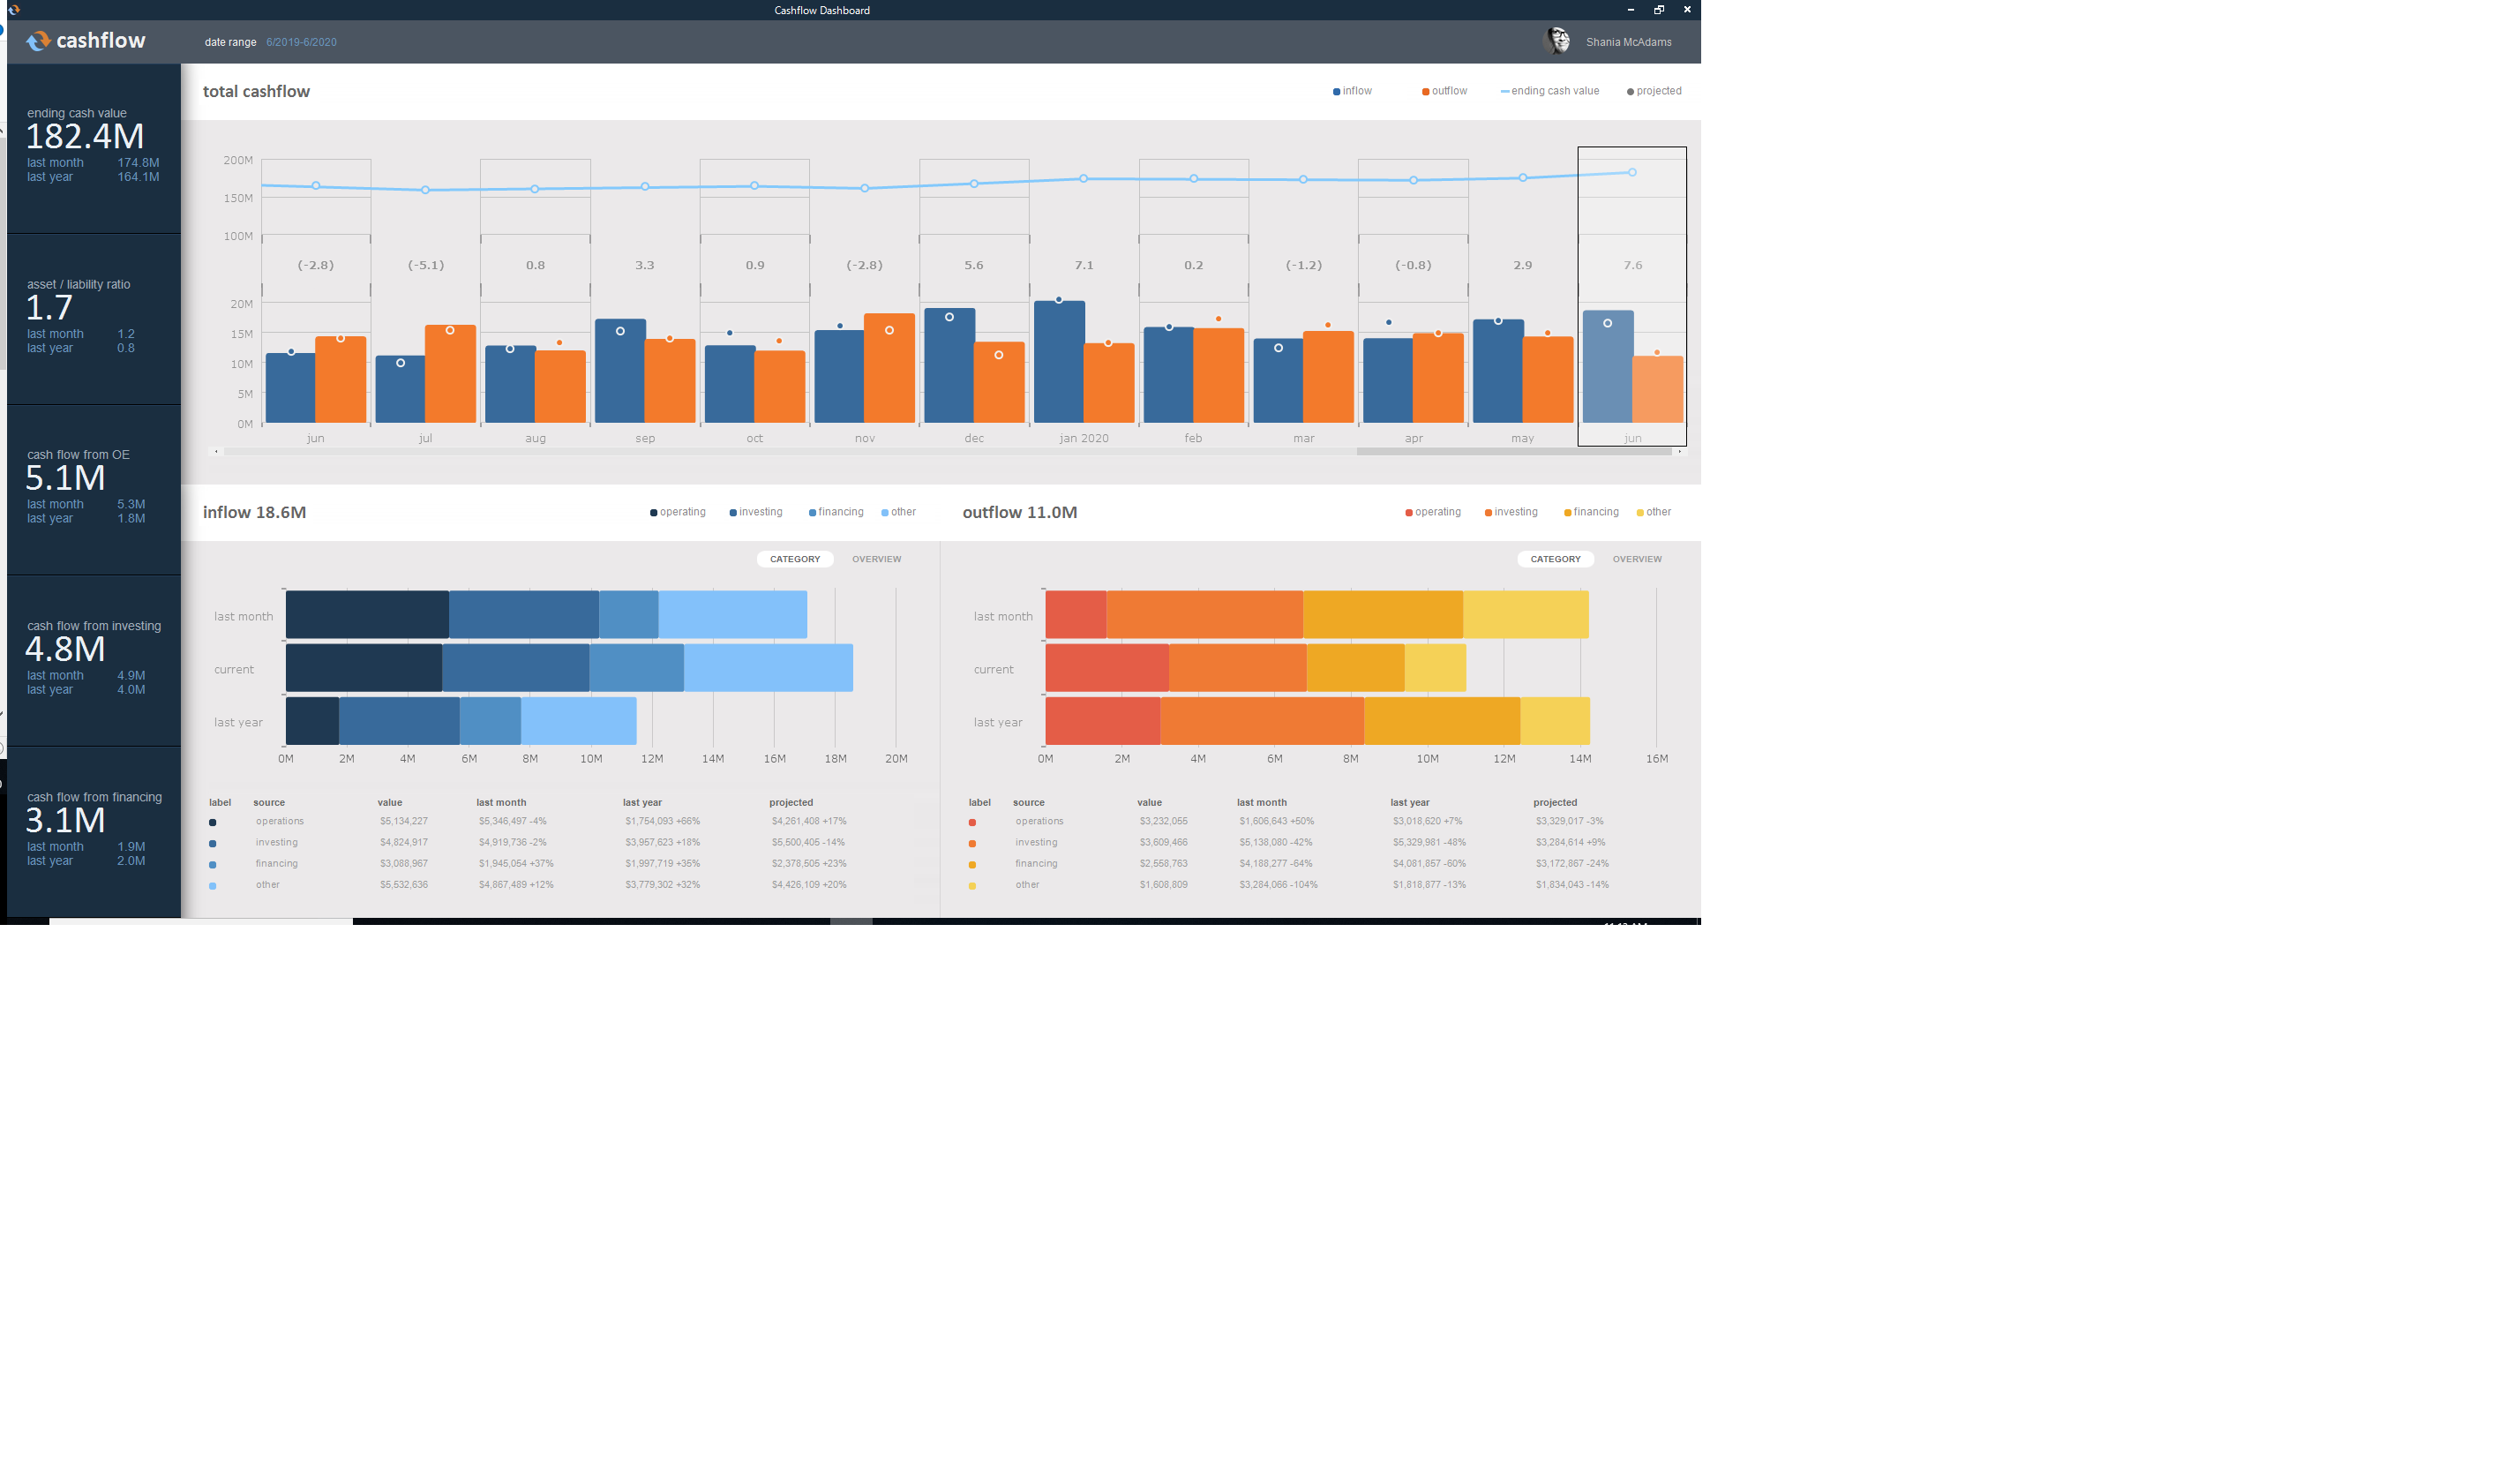 Cashflow Dashboard
cashflow
date range 6/2019-6/2020
Shania McAdams
ending cash value
182.4M
last month 174.8M
last year 164.1M
asset / liability ratio
1.7
last month 1.2
last year 0.8
cash flow from OE
5.1M
last month 5.3M
last year 1.8M
cash flow from investing
4.8M
last month 4.9M
last year 4.0M
cash flow from financing
3.1M
last month 1.9M
last year 2.0M
total cashflow
inflow outflow ending cash value projected
200M
150M
100M
(-2.8) (-5.1) 0.8 3.3 0.9 (-2.8) 5.6 7.1 0.2 (-1.2) (-0.8) 2.9 7.6
20M
15M
10M
5M
0M
jun jul aug sep oct nov dec jan 2020 feb mar apr may jun
inflow 18.6M
operating investing financing other
CATEGORY OVERVIEW
last month
current
last year
0M 2M 4M 6M 8M 10M 12M 14M 16M 18M 20M
label source value last month last year projected
operations $5,134,227 $5,346,497 -4% $1,754,093 +66% $4,261,408 +17%
investing $4,824,917 $4,919,736 -2% $3,957,623 +18% $5,500,405 -14%
financing $3,088,967 $1,945,054 +37% $1,997,719 +35% $2,378,505 +23%
other $5,532,636 $4,867,489 +12% $3,779,302 +32% $4,426,109 +20%
outflow 11.0M
operating investing financing other
CATEGORY OVERVIEW
last month
current
last year
0M 2M 4M 6M 8M 10M 12M 14M 16M
label source value last month last year projected
operations $3,232,055 $1,606,643 +50% $3,018,620 +7% $3,329,017 -3%
investing $3,609,466 $5,138,080 -42% $5,329,981 -48% $3,284,614 +9%
financing $2,558,763 $4,188,277 -64% $4,081,857 -60% $3,172,867 -24%
other $1,608,809 $3,284,066 -104% $1,818,877 -13% $1,834,043 -14%